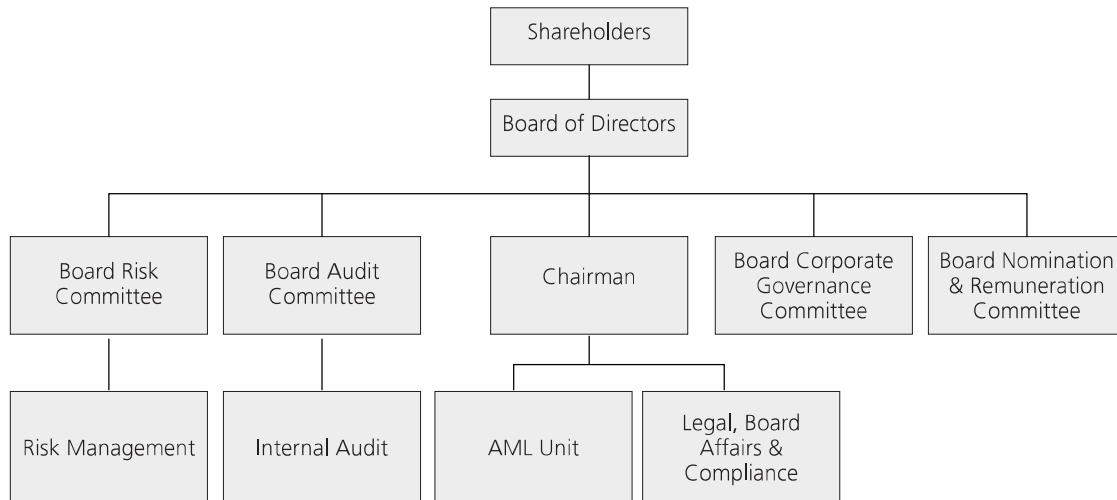 Shareholders
Board of Directors
Board Risk
Committee
Board Audit
Committee
Chairman
Board Corporate
Governance
Committee
Board Nomination
& Remuneration
Committee
Risk Management
Internal Audit
AML Unit
Legal, Board
Affairs &
Compliance